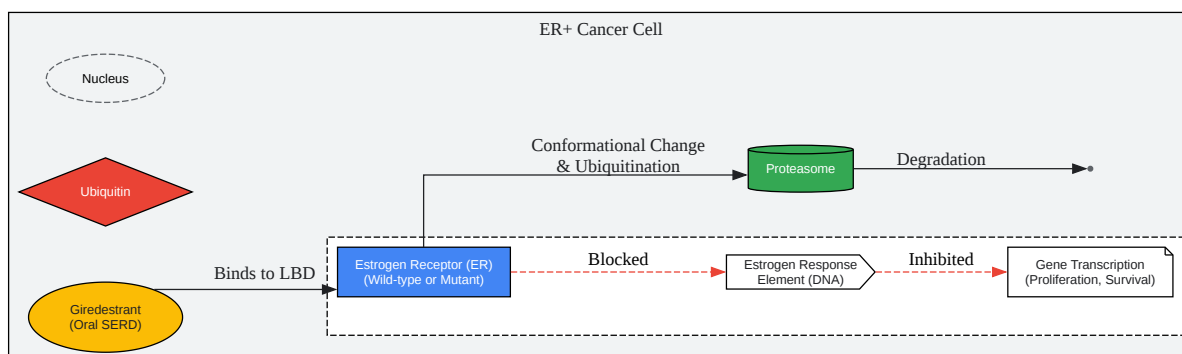 ER+ Cancer Cell
Nucleus
Conformational Change
& Ubiquitination
Proteasome
Degradation
Ubiquitin
Binds to LBD
Estrogen Receptor (ER)
(Wild-type or Mutant)
Blocked
Estrogen Response
Element (DNA)
Inhibited
Gene Transcription
(Proliferation, Survival)
Giredestrant
(Oral SERD)